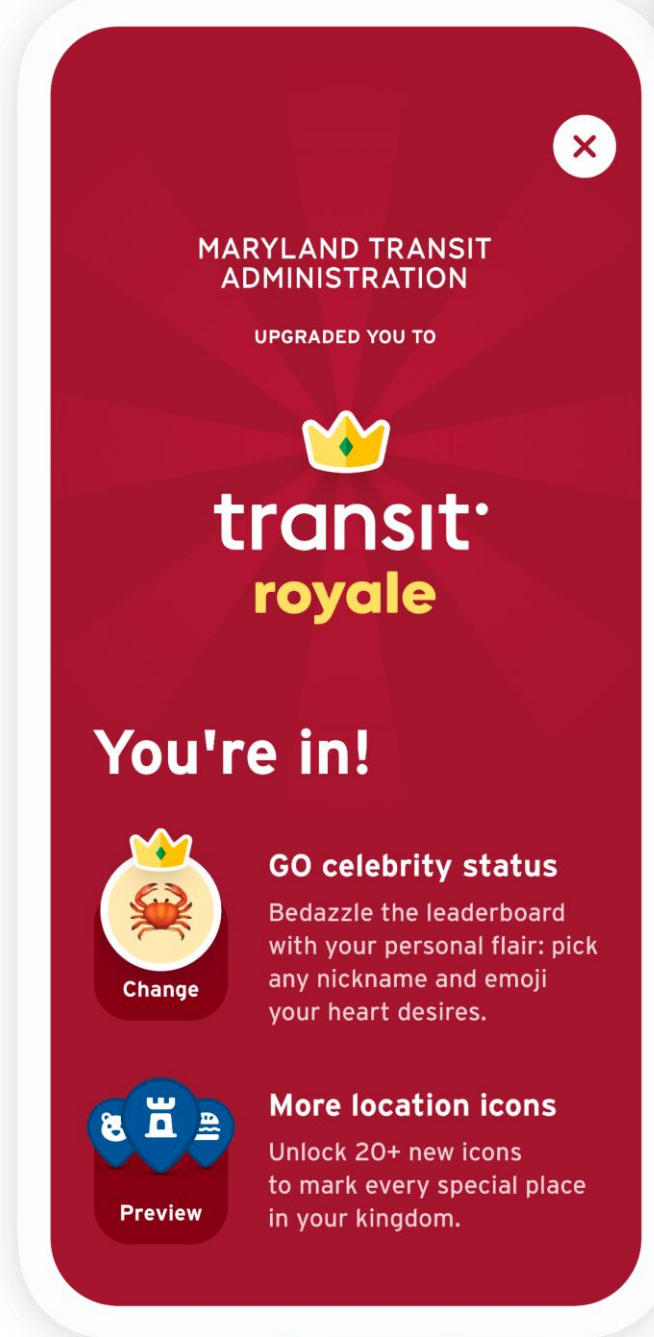 MARYLAND TRANSIT
ADMINISTRATION
UPGRADED YOU TO
transit
royale
You're in!
GO celebrity status
Bedazzle the leaderboard
with your personal flair: pick
any nickname and emoji
your heart desires.
Change
More location icons
Unlock 20+ new icons
to mark every special place
in your kingdom.
Preview